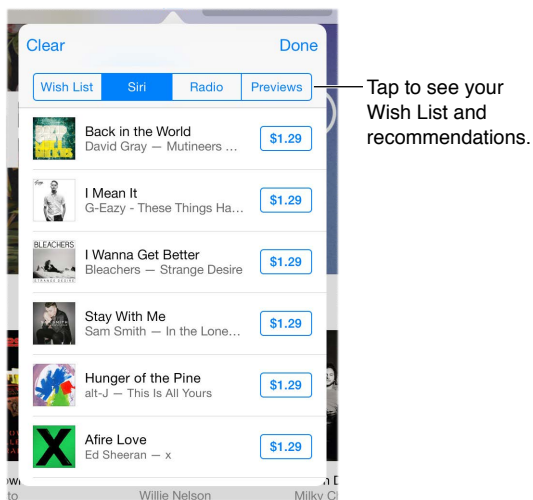 Clear Done
Wish List Siri Radio Previews
Tap to see your
Wish List and
recommendations.
Back in the World
David Gray — Mutineers ...
$1.29
I Mean It
G-Eazy - These Things Ha...
$1.29
BLEACHERS
STRANGE DESIRE
I Wanna Get Better
Bleachers — Strange Desire
$1.29
Stay With Me
Sam Smith — In the Lone...
$1.29
Hunger of the Pine
alt-J — This Is All Yours
$1.29
X
Afire Love
Ed Sheeran — x
$1.29
Willie Nelson
Milky